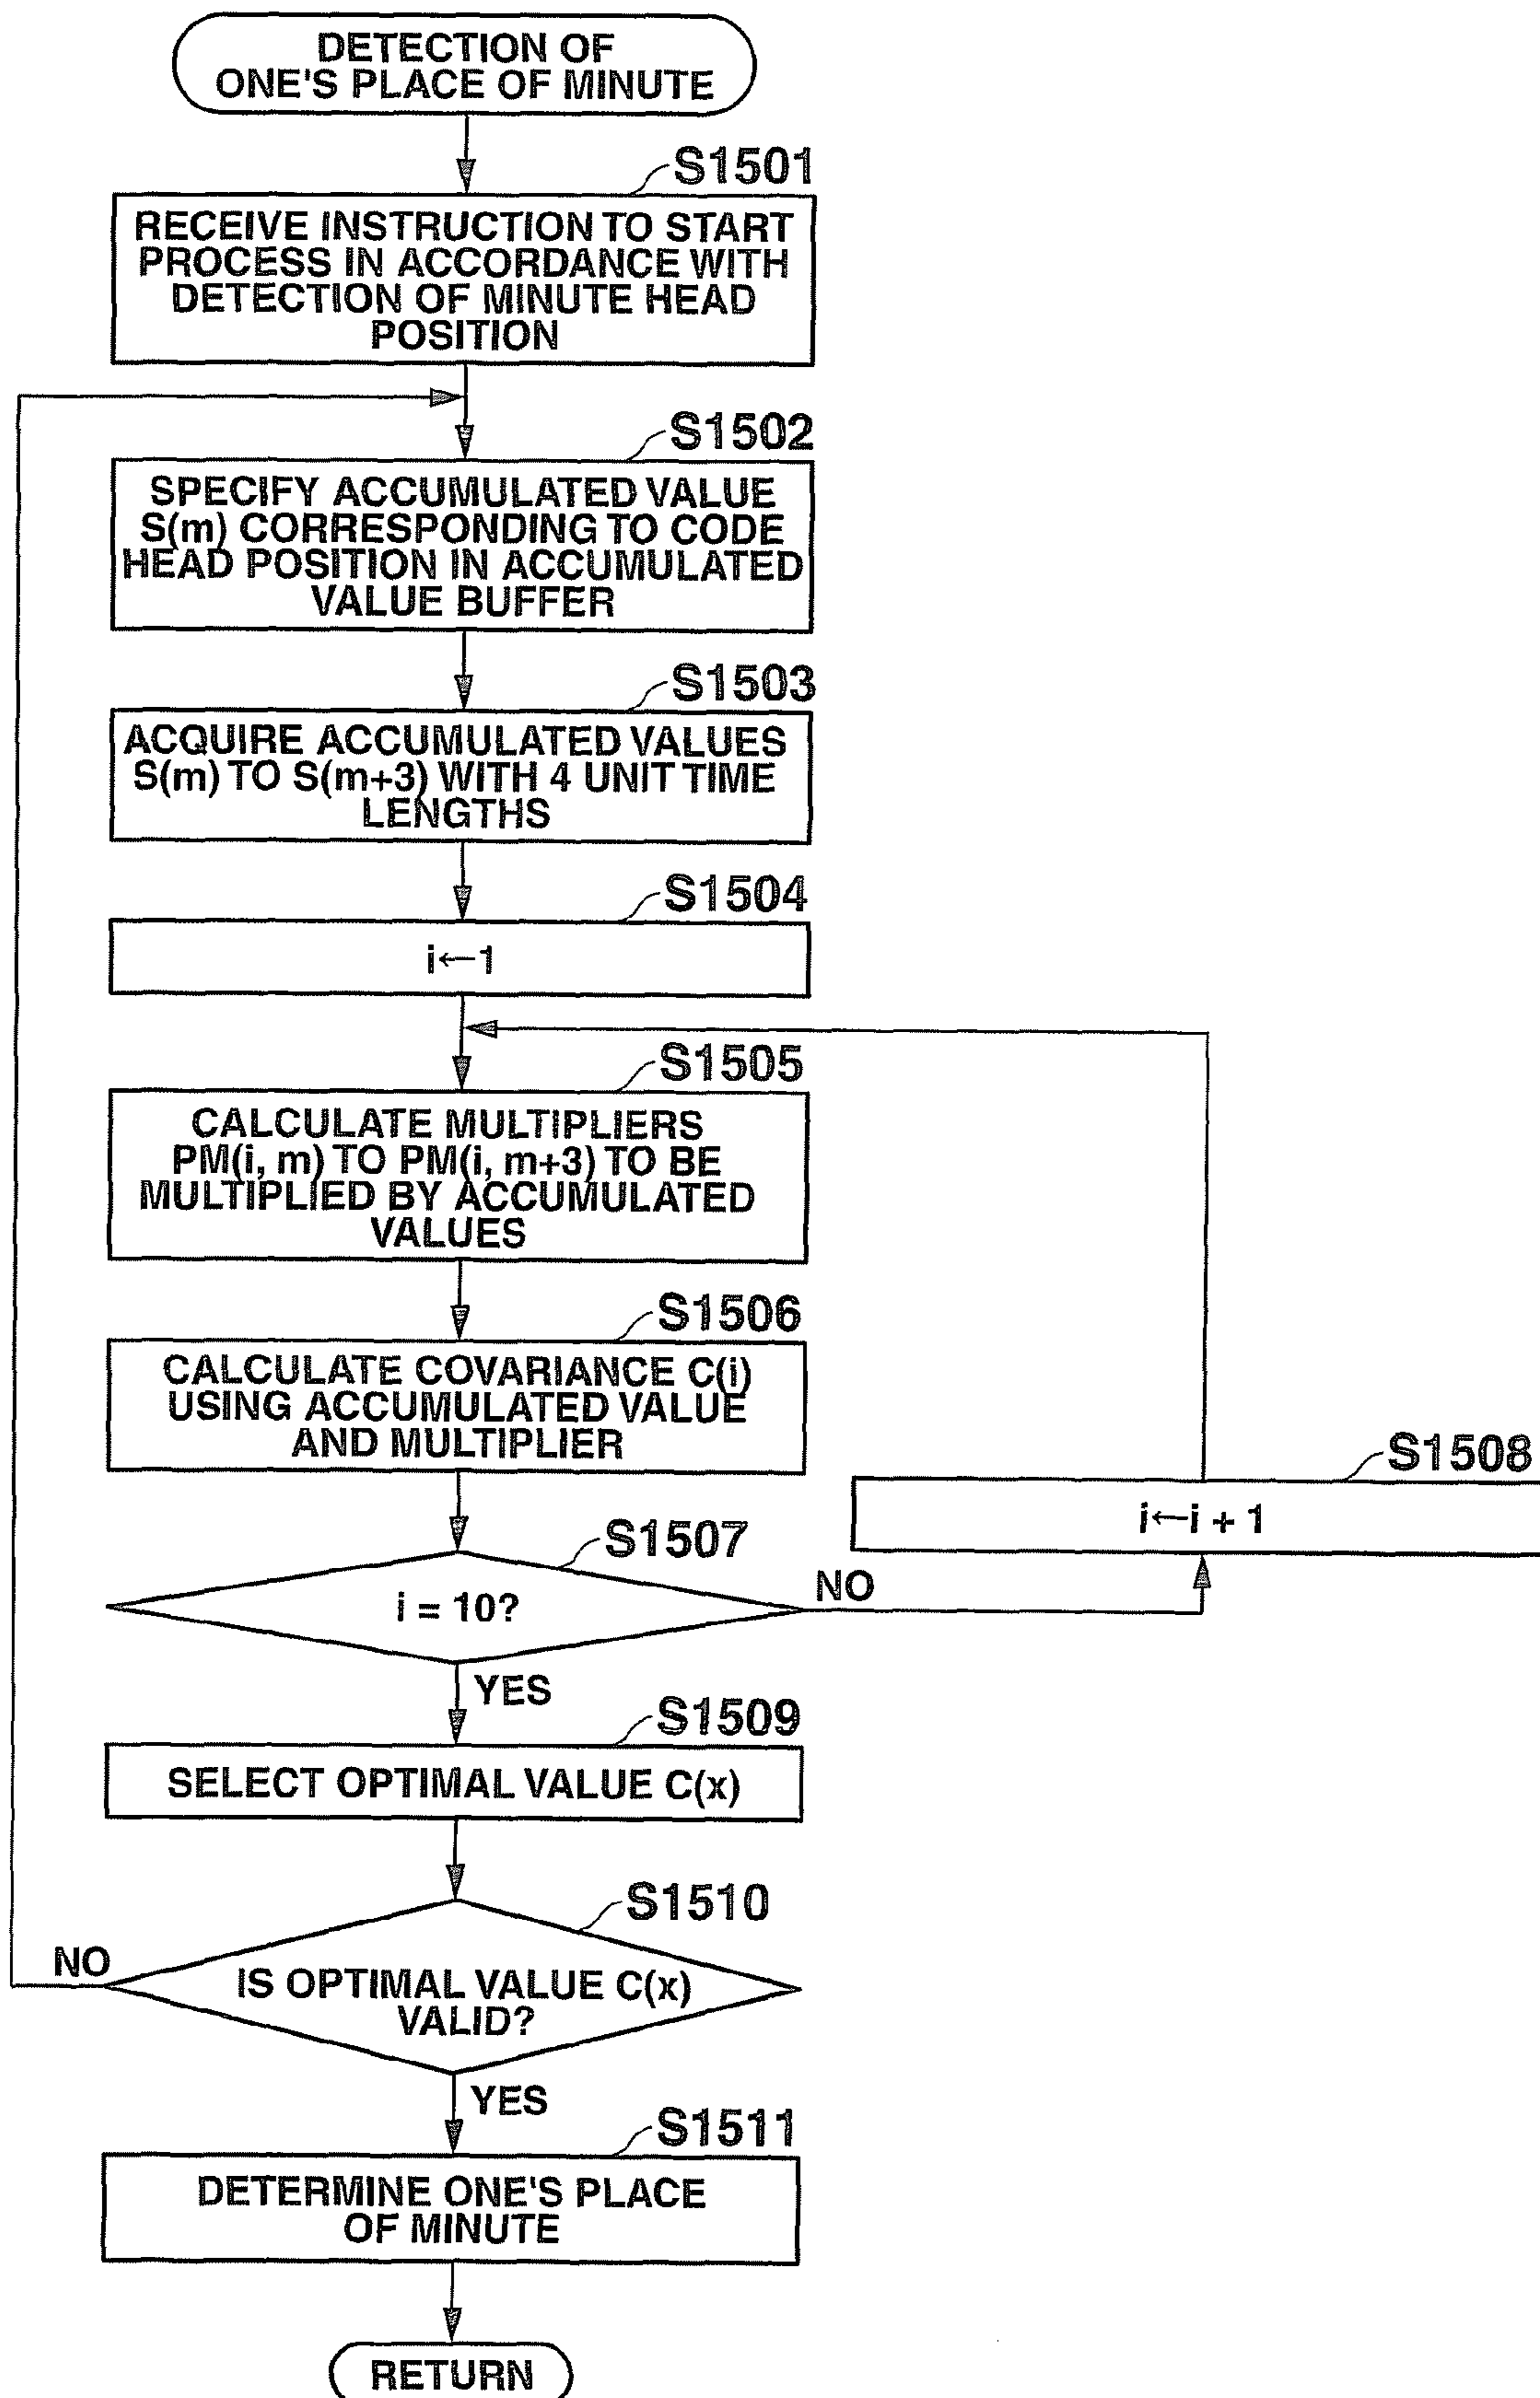 DETECTION OF
ONE'S PLACE OF MINUTE
S1501
RECEIVE INSTRUCTION TO START
PROCESS IN ACCORDANCE WITH
DETECTION OF MINUTE HEAD
POSITION
S1502
SPECIFY ACCUMULATED VALUE
S(m) CORRESPONDING TO CODE
HEAD POSITION IN ACCUMULATED
VALUE BUFFER
S1503
ACQUIRE ACCUMULATED VALUES
S(m) TO S(m+3) WITH 4 UNIT TIME
LENGTHS
S1504
i←1
S1505
CALCULATE MULTIPLIERS
PM(i, m) TO PM(i, m+3) TO BE
MULTIPLIED BY ACCUMULATED
VALUES
S1506
CALCULATE COVARIANCE C(i)
USING ACCUMULATED VALUE
AND MULTIPLIER
S1508
i←i + 1
S1507
i = 10?
NO
YES
S1509
SELECT OPTIMAL VALUE C(x)
S1510
IS OPTIMAL VALUE C(x)
VALID?
NO
YES
S1511
DETERMINE ONE'S PLACE
OF MINUTE
RETURN